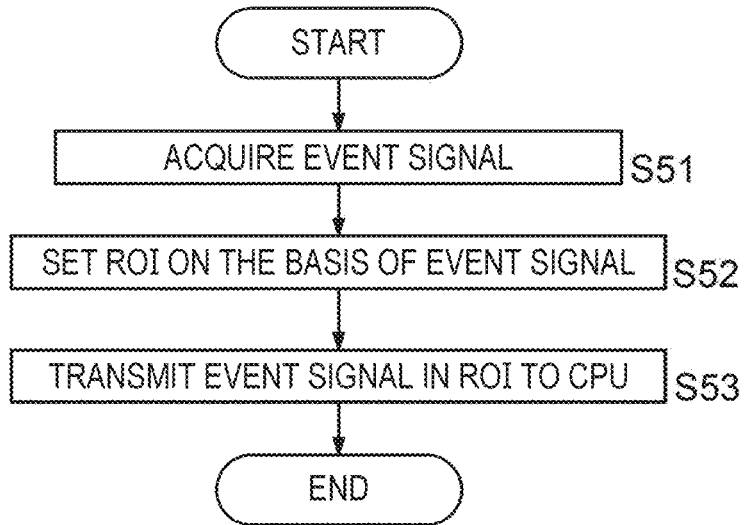 START
ACQUIRE EVENT SIGNAL S51
SET ROI ON THE BASIS OF EVENT SIGNAL S52
TRANSMIT EVENT SIGNAL IN ROI TO CPU S53
END